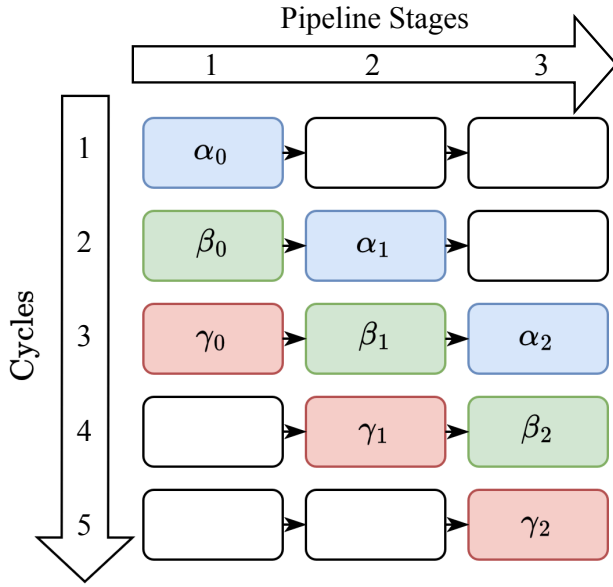 Pipeline Stages
1 2 3
Cycles
1 α₀
2 β₀ α₁
3 γ₀ β₁ α₂
4 γ₁ β₂
5 γ₂